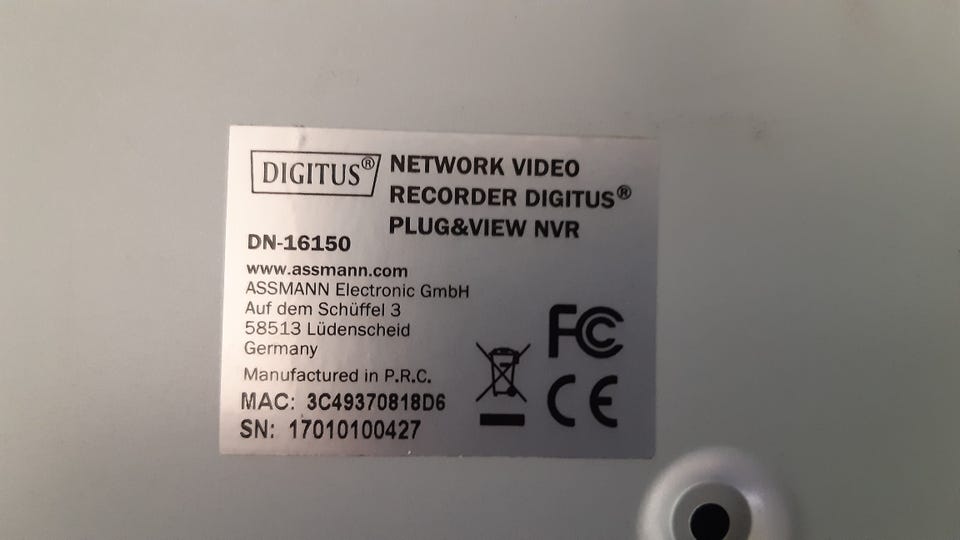 DIGITUS®
NETWORK VIDEO
RECORDER DIGITUS®
PLUG&VIEW NVR
DN-16150
www.assmann.com
ASSMANN Electronic GmbH
Auf dem Schüffel 3
58513 Lüdenscheid
Germany
Manufactured in P.R.C.
MAC: 3C49370818D6
SN: 17010100427
FC
CE